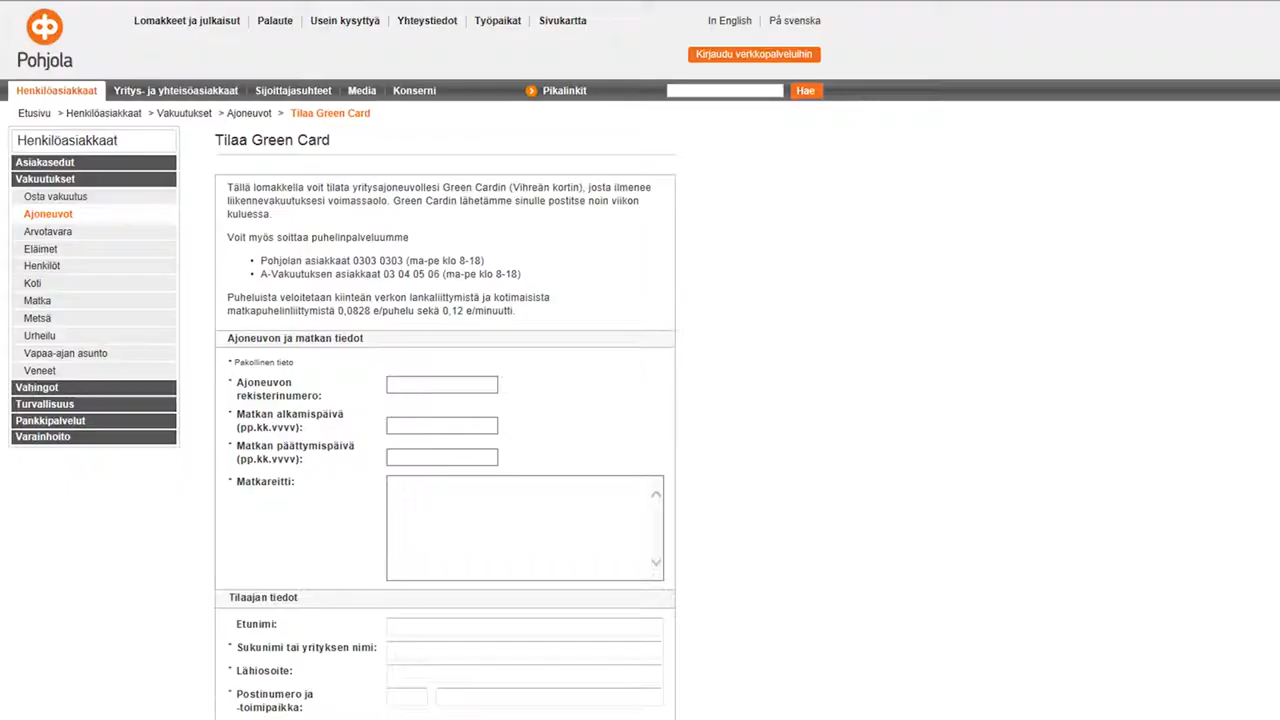 Pohjola
Lomakkeet ja julkaisut
Palaute
Usein kysyttyä
Yhteystiedot
Työpaikat
Sivukartta
In English
På svenska
Kirjaudu verkkopalveluihin
Henkilöasiakkaat
Yritys- ja yhteisöasiakkaat
Sijoittajasuhteet
Media
Konserni
Pikalinkit
Hae
Etusivu > Henkilöasiakkaat > Vakuutukset > Ajoneuvot > Tilaa Green Card
Henkilöasiakkaat
Asiakasedut
Vakuutukset
Osta vakuutus
Ajoneuvot
Arvotavara
Eläimet
Henkilöt
Koti
Matka
Metsä
Urheilu
Vapaa-ajan asunto
Veneet
Vahingot
Turvallisuus
Pankkipalvelut
Varainhoito
Tilaa Green Card
Tällä lomakkella voit tilata yritysajoneuvollesi Green Cardin (Vihreän kortin), josta ilmenee
liikennevakuutuksesi voimassaolo. Green Cardin lähetämme sinulle postitse noin viikon
kuluessa.
Voit myös soittaa puhelinpalveluumme
• Pohjolan asiakkaat 0303 0303 (ma-pe klo 8-18)
• A-Vakuutuksen asiakkaat 03 04 05 06 (ma-pe klo 8-18)
Puheluista veloitetaan kiinteän verkon lankaliittymistä ja kotimaisista
matkapuhelinliittymistä 0,0828 e/puhelu sekä 0,12 e/minuutti.
Ajoneuvon ja matkan tiedot
* Pakollinen tieto
* Ajoneuvon
rekisterinumero:
* Matkan alkamispäivä
(pp.kk.vvvv):
* Matkan päättymispäivä
(pp.kk.vvvv):
* Matkareitti:
Tilaajan tiedot
Etunimi:
* Sukunimi tai yrityksen nimi:
* Lähiosoite:
* Postinumero ja
-toimipaikka: